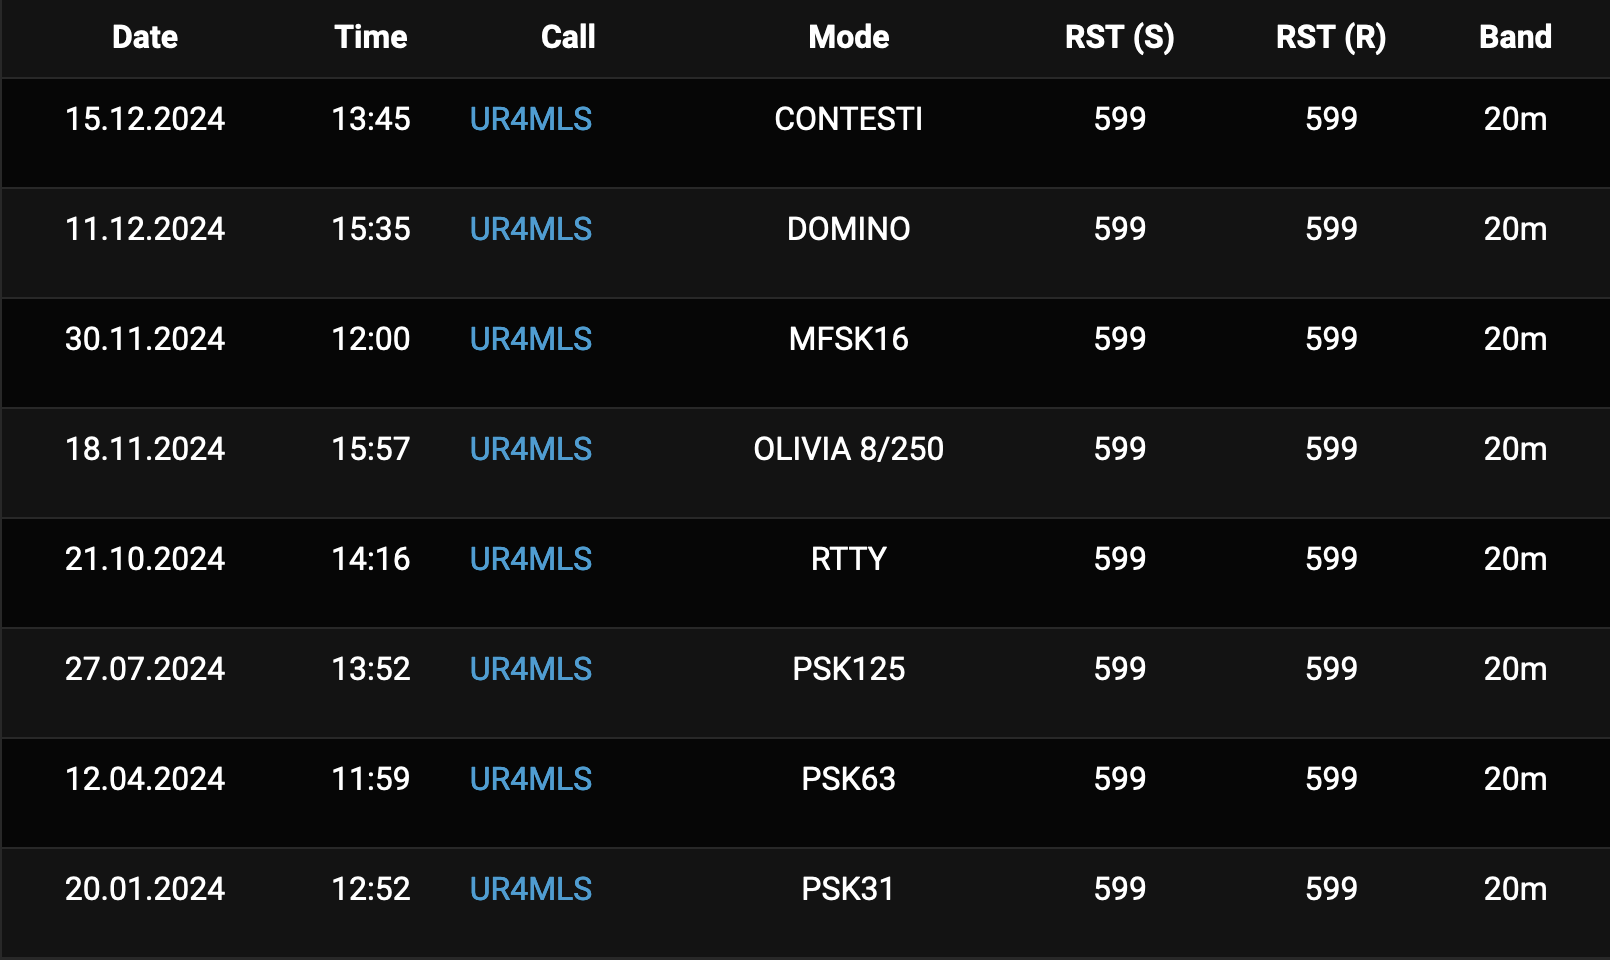 Date Time Call Mode RST (S) RST (R) Band
15.12.2024 13:45 UR4MLS CONTESTI 599 599 20m
11.12.2024 15:35 UR4MLS DOMINO 599 599 20m
30.11.2024 12:00 UR4MLS MFSK16 599 599 20m
18.11.2024 15:57 UR4MLS OLIVIA 8/250 599 599 20m
21.10.2024 14:16 UR4MLS RTTY 599 599 20m
27.07.2024 13:52 UR4MLS PSK125 599 599 20m
12.04.2024 11:59 UR4MLS PSK63 599 599 20m
20.01.2024 12:52 UR4MLS PSK31 599 599 20m